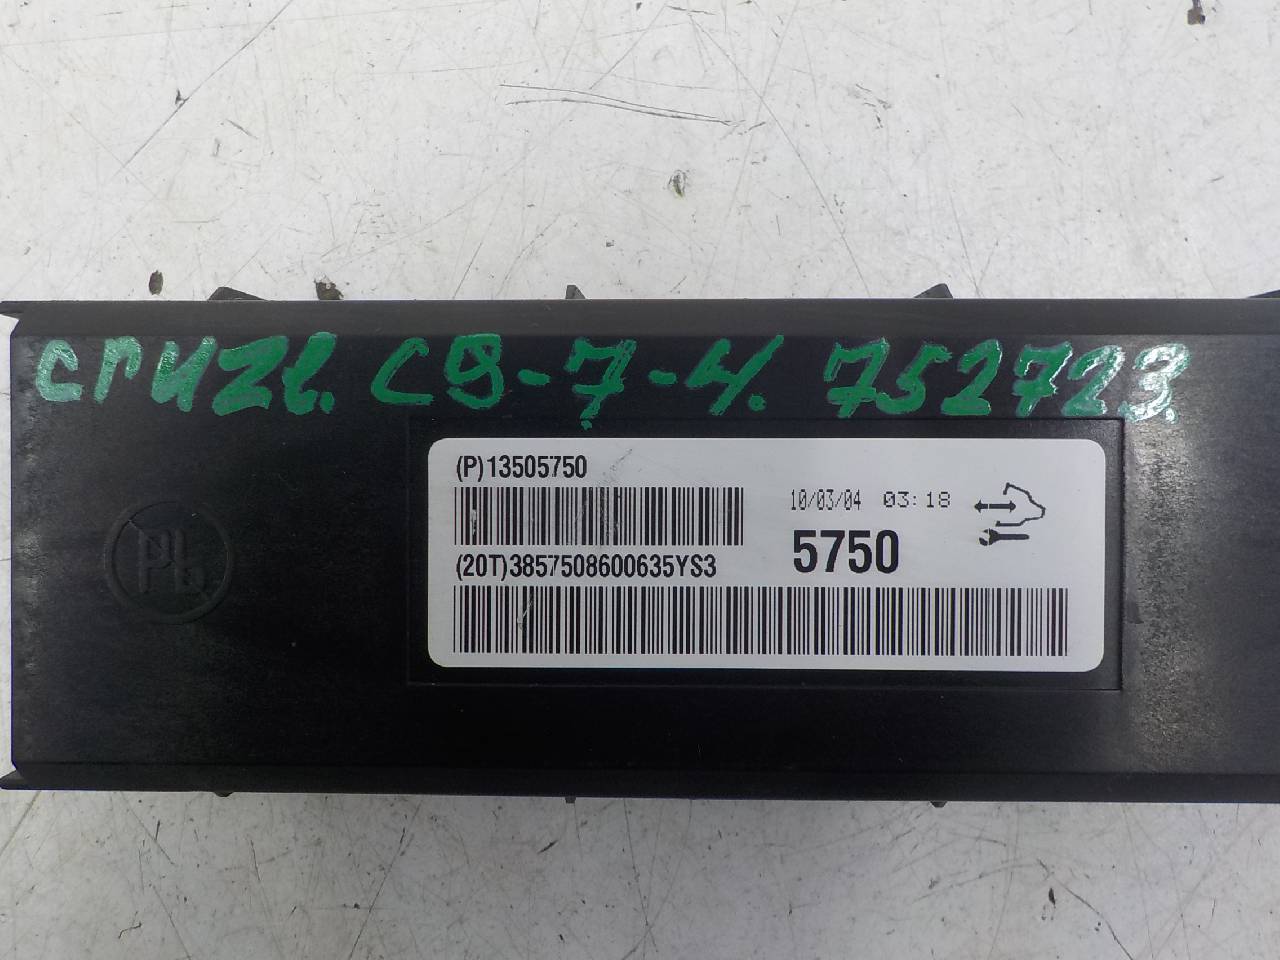 cruze. C9-7-4. 752723.
(P)13505750
10/03/04 03:18
(20T)3857508600635YS3
5750
Pb